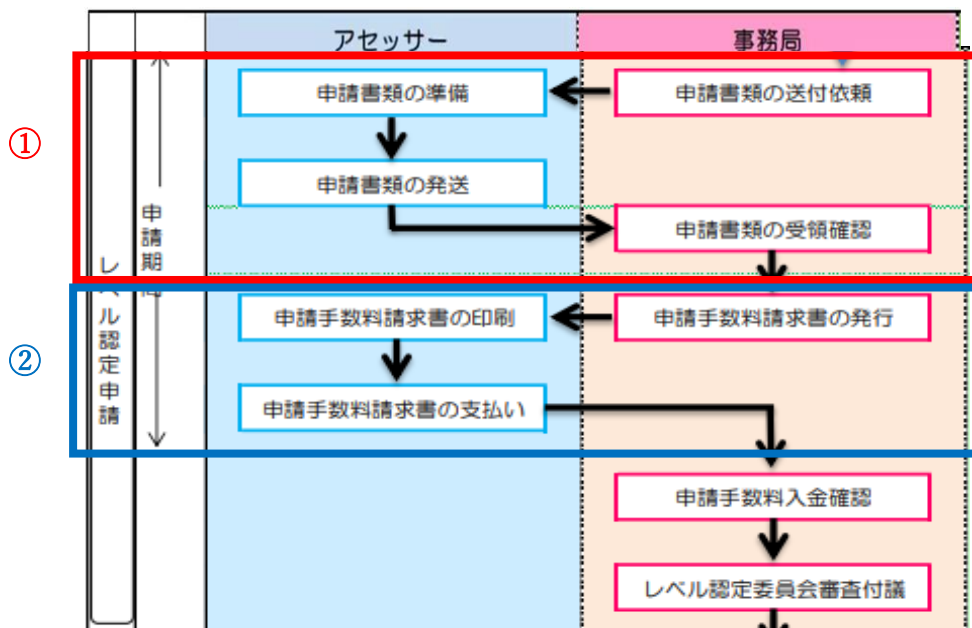 アセッサー
事務局
①
申請書類の準備
申請書類の送付依頼
申請書類の発送
申請書類の受領確認
申請期間
レベル認定申請
②
申請手数料請求書の印刷
申請手数料請求書の発行
申請手数料請求書の支払い
申請手数料入金確認
レベル認定委員会審査付議